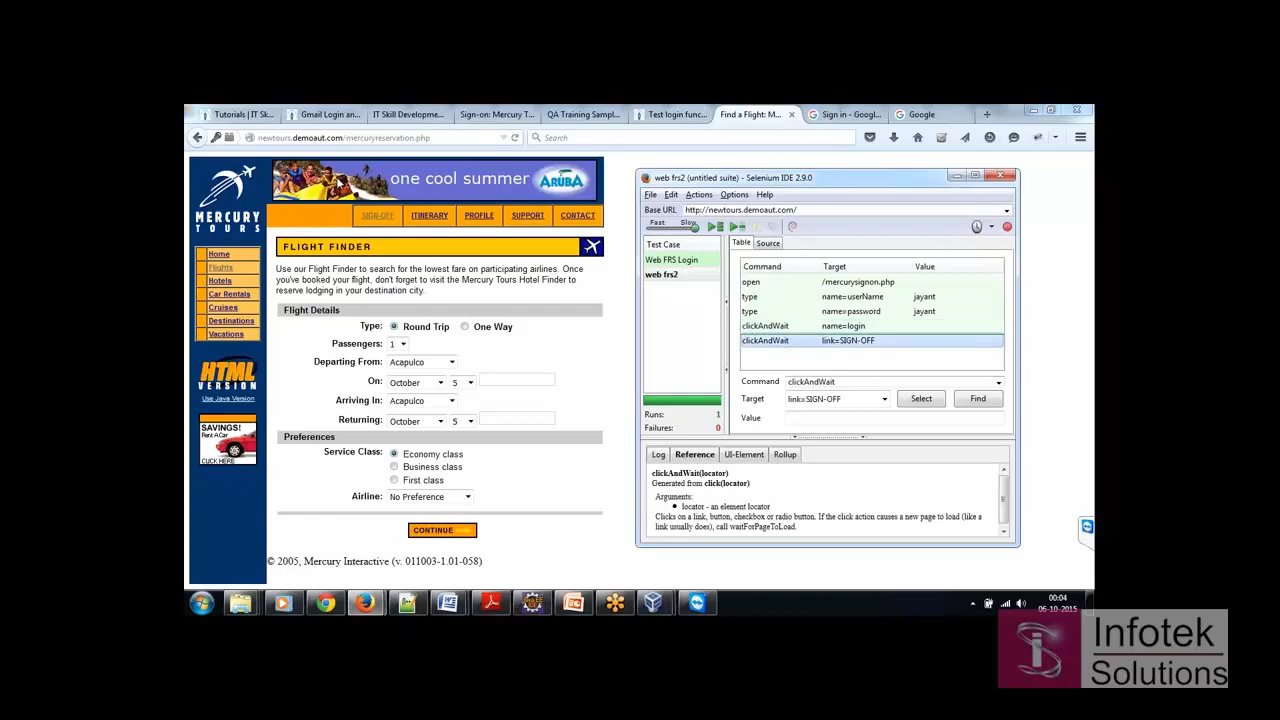 Tutorials | IT Sk...
Gmail Login an...
IT Skill Developme...
Sign-on: Mercury T...
QA Training Sampl...
Test login func...
Find a Flight: M...
Sign in - Googl...
Google
newtours.demoaut.com/mercuryreservation.php
Search
one cool summer
ARUBA
MERCURY
TOURS
SIGN-OFF
ITINERARY
PROFILE
SUPPORT
CONTACT
Home
Flights
Hotels
Car Rentals
Cruises
Destinations
Vacations
HTML
VERSION
Use Java Version
SAVINGS!
Rent A Car
CLICK HERE
FLIGHT FINDER
Use our Flight Finder to search for the lowest fare on participating airlines. Once
you've booked your flight, don't forget to visit the Mercury Tours Hotel Finder to
reserve lodging in your destination city.
Flight Details
Type: Round Trip One Way
Passengers: 1
Departing From: Acapulco
On: October 5
Arriving In: Acapulco
Returning: October 5
Preferences
Service Class: Economy class
Business class
First class
Airline: No Preference
CONTINUE
© 2005, Mercury Interactive (v. 011003-1.01-058)
web frs2 (untitled suite) - Selenium IDE 2.9.0
File Edit Actions Options Help
Base URL http://newtours.demoaut.com/
Fast Slow
Test Case
Web FRS Login
web frs2
Runs: 1
Failures: 0
Table Source
Command Target Value
open /mercurysignon.php
type name=userName jayant
type name=password jayant
clickAndWait name=login
clickAndWait link=SIGN-OFF
Command clickAndWait
Target link=SIGN-OFF Select Find
Value
Log Reference UI-Element Rollup
clickAndWait(locator)
Generated from click(locator)
Arguments:
locator - an element locator
Clicks on a link, button, checkbox or radio button. If the click action causes a new page to load (like a
link usually does), call waitForPageToLoad.
00:04
06-10-2015
Infotek
Solutions